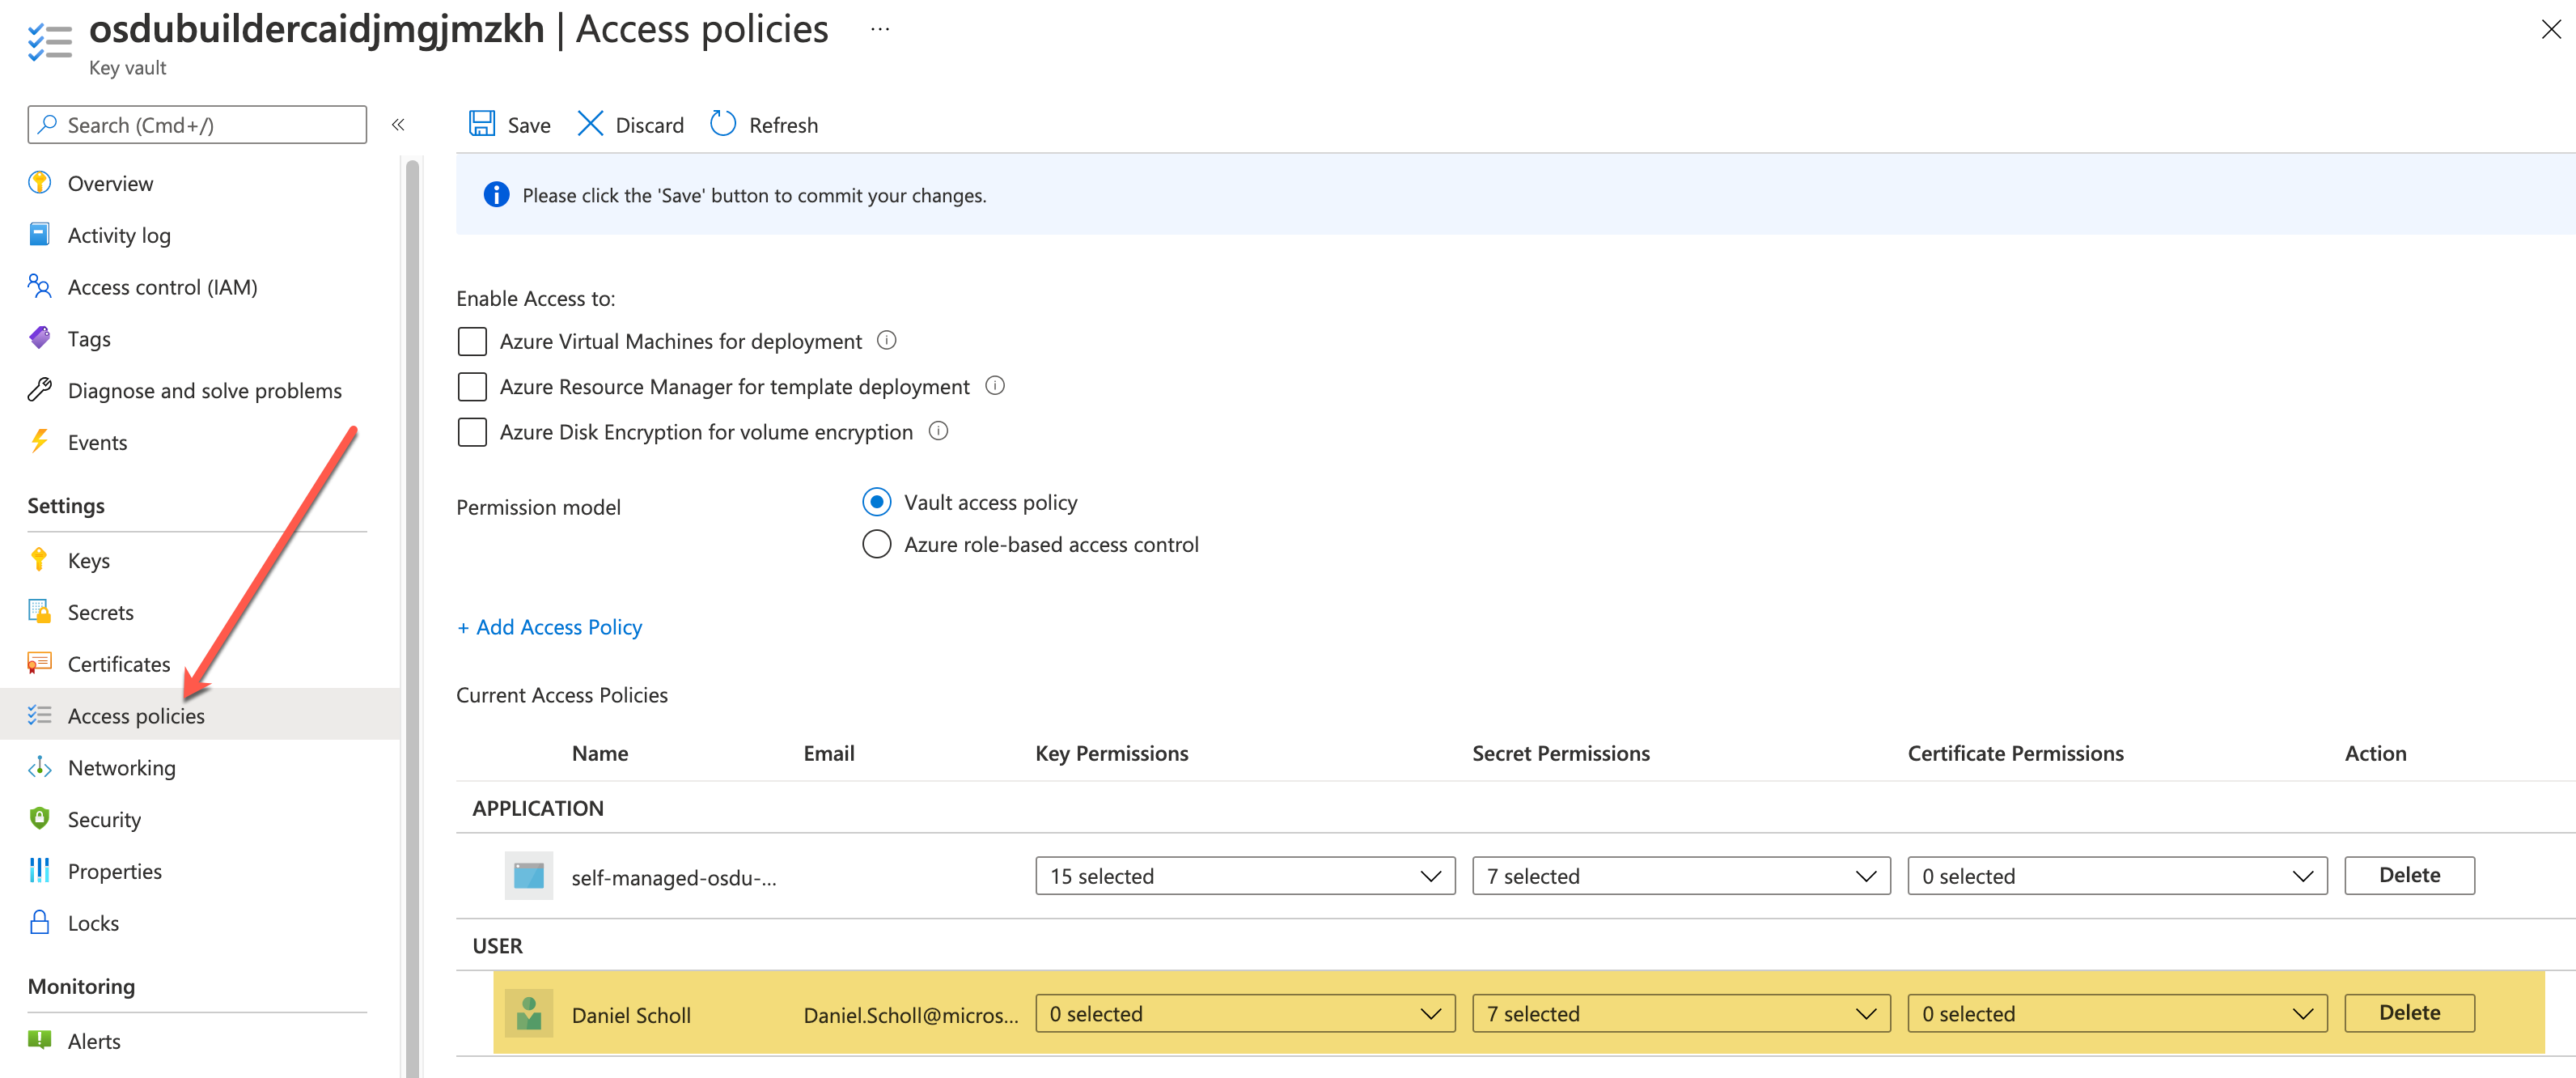 osdubuildercaidjmgjmzkh | Access policies ...
Key vault
Search (Cmd+/)
«
Overview
Activity log
Access control (IAM)
Tags
Diagnose and solve problems
Events
Settings
Keys
Secrets
Certificates
Access policies
Networking
Security
Properties
Locks
Monitoring
Alerts
Save Discard Refresh
Please click the 'Save' button to commit your changes.
Enable Access to:
Azure Virtual Machines for deployment
Azure Resource Manager for template deployment
Azure Disk Encryption for volume encryption
Permission model
Vault access policy
Azure role-based access control
+ Add Access Policy
Current Access Policies
Name Email Key Permissions Secret Permissions Certificate Permissions Action
APPLICATION
self-managed-osdu-... 15 selected 7 selected 0 selected Delete
USER
Daniel Scholl Daniel.Scholl@micros... 0 selected 7 selected 0 selected Delete